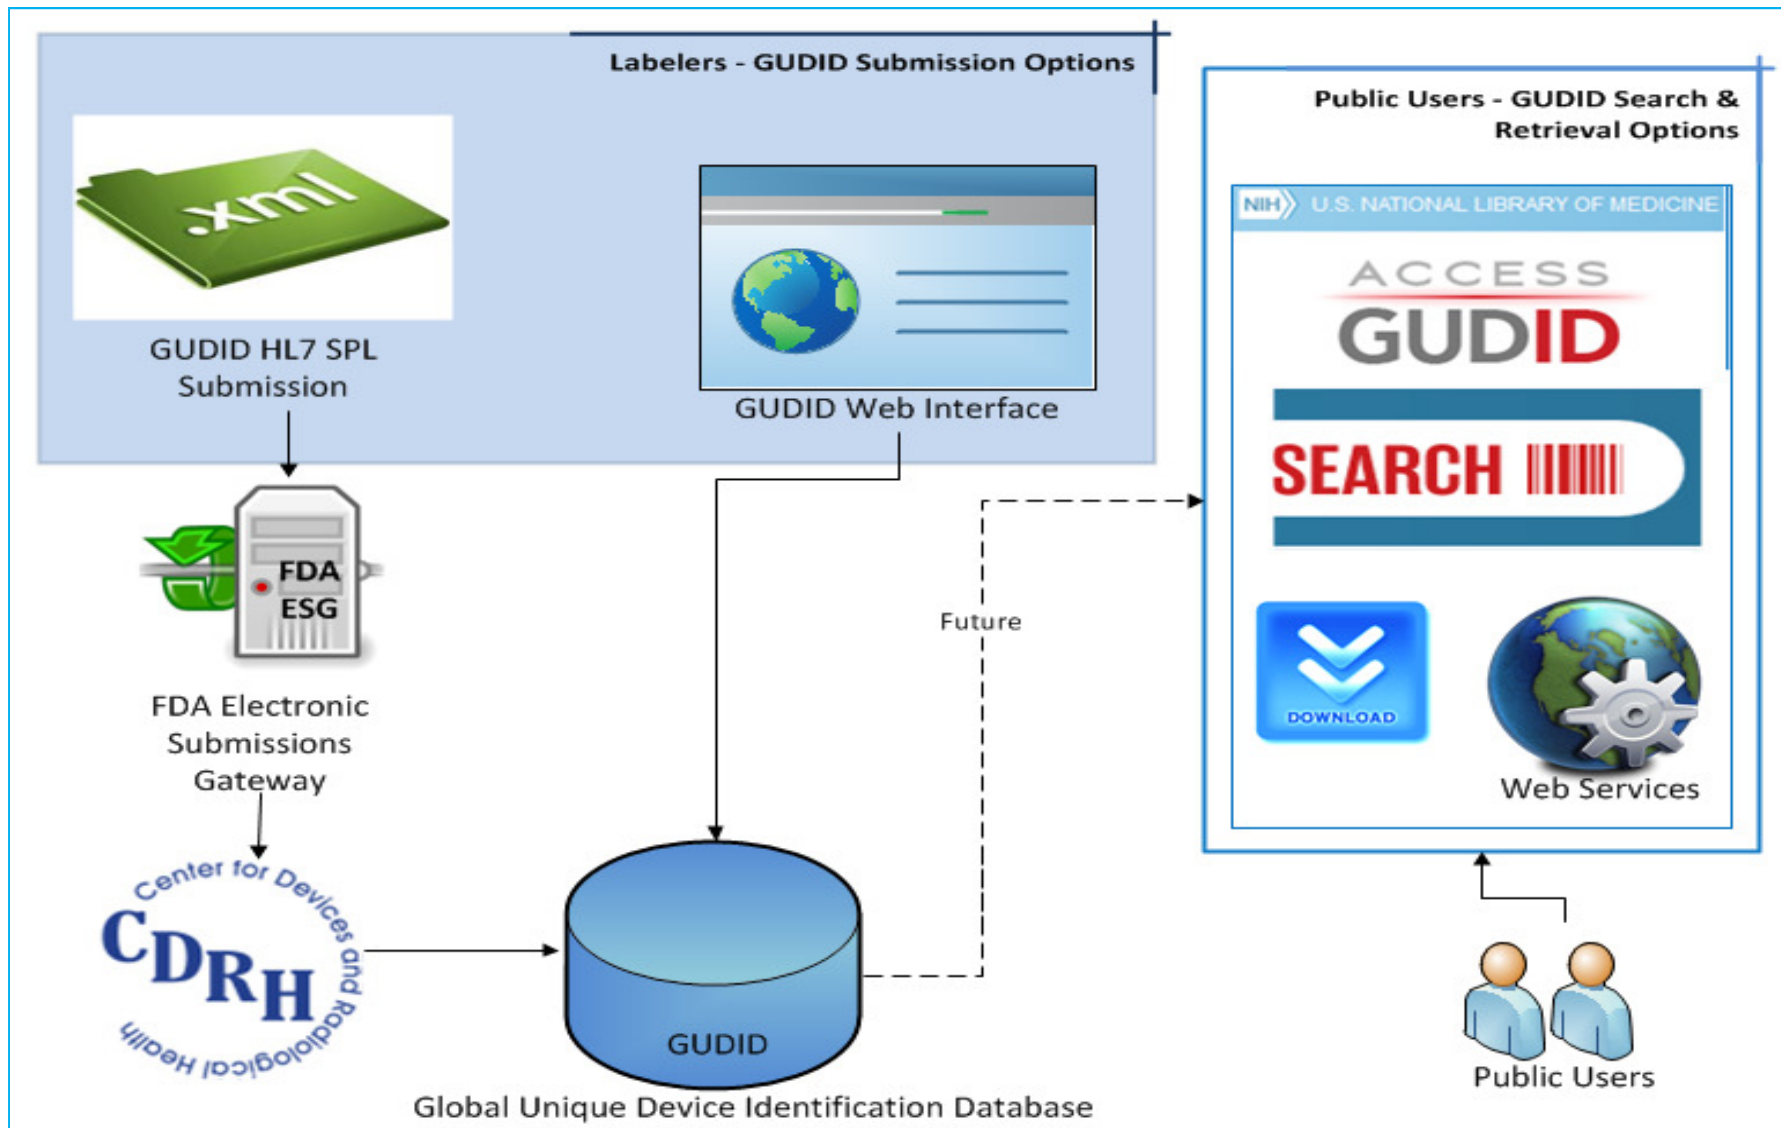 Labelers - GUDID Submission Options
.xml
GUDID HL7 SPL
Submission
GUDID Web Interface
FDA
ESG
FDA Electronic
Submissions
Gateway
Center for Devices and Radiological Health
CDRH
GUDID
Global Unique Device Identification Database
Future
Public Users - GUDID Search &
Retrieval Options
NIH U.S. NATIONAL LIBRARY OF MEDICINE
ACCESS
GUDID
SEARCH
DOWNLOAD
Web Services
Public Users